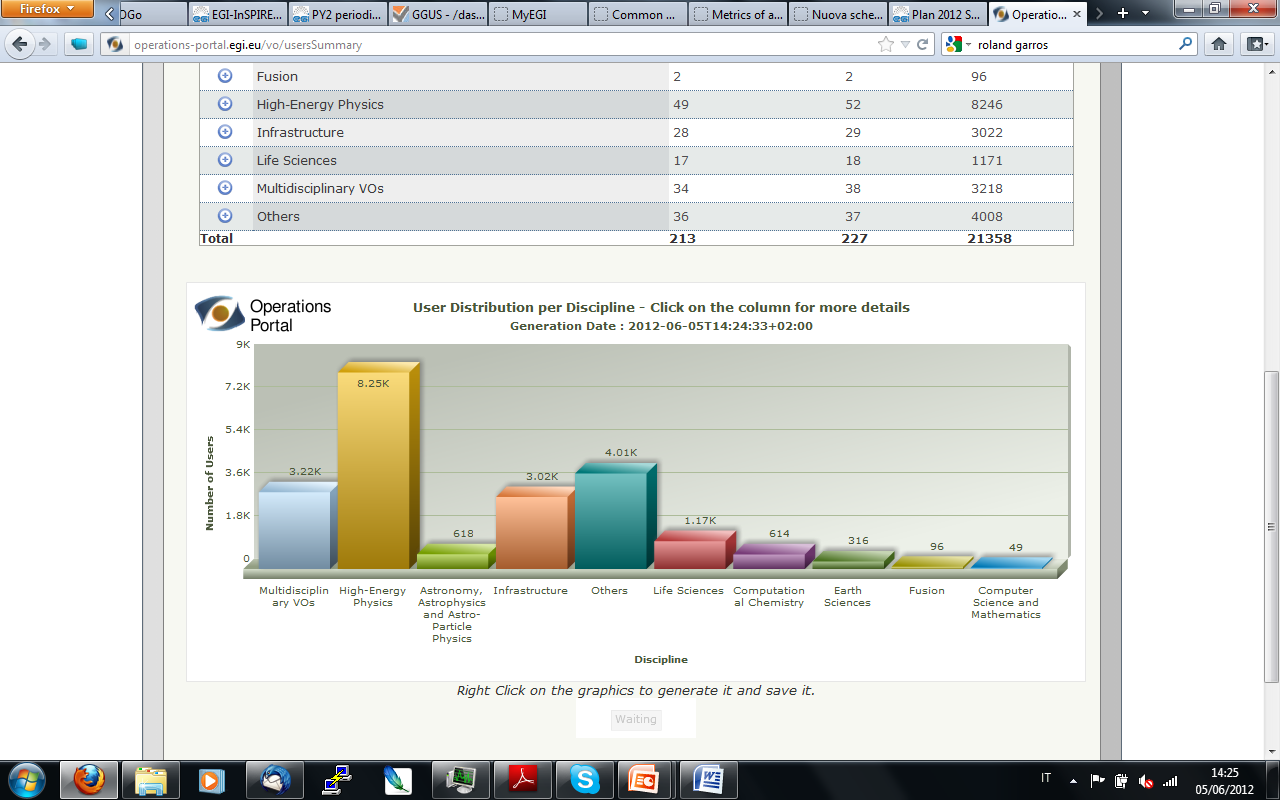 Firefox
OGo
EGI-InSPIRE...
PY2 periodi...
GGUS - /das...
MyEGI
Common ...
Metrics of a...
Nuova sche...
Plan 2012 S...
Operatio...
operations-portal.egi.eu/vo/usersSummary
roland garros
Fusion 2 2 96
High-Energy Physics 49 52 8246
Infrastructure 28 29 3022
Life Sciences 17 18 1171
Multidisciplinary VOs 34 38 3218
Others 36 37 4008
Total 213 227 21358
Operations
Portal
User Distribution per Discipline - Click on the column for more details
Generation Date : 2012-06-05T14:24:33+02:00
Number of Users
9K
7.2K
5.4K
3.6K
1.8K
0
3.22K
8.25K
618
3.02K
4.01K
1.17K
614
316
96
49
Multidisciplin
ary VOs
High-Energy
Physics
Astronomy,
Astrophysics
and Astro-
Particle
Physics
Infrastructure
Others
Life Sciences
Computation
al Chemistry
Earth
Sciences
Fusion
Computer
Science and
Mathematics
Discipline
Right Click on the graphics to generate it and save it.
Waiting
IT
14:25
05/06/2012